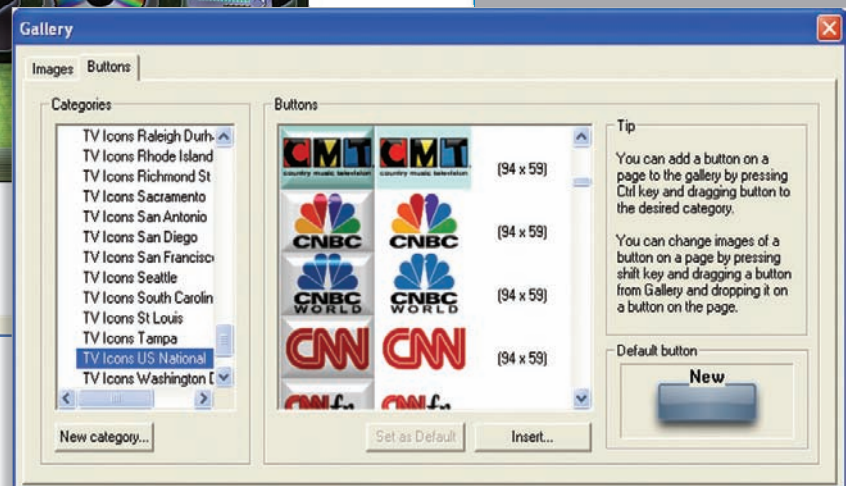 Gallery
Images Buttons
Categories
TV Icons Raleigh Durh
TV Icons Rhode Island
TV Icons Richmond St
TV Icons Sacramento
TV Icons San Antonio
TV Icons San Diego
TV Icons San Francisc
TV Icons Seattle
TV Icons South Carolin
TV Icons St Louis
TV Icons Tampa
TV Icons US National
TV Icons Washington D
New category...
Buttons
CMT CMT
country music television country music television
(94 x 59)
CNBC CNBC
(94 x 59)
CNBC CNBC
WORLD WORLD
(94 x 59)
CNN CNN
(94 x 59)
CNNfn CNNfn
Set as Default Insert...
Tip
You can add a button on a
page to the gallery by pressing
Ctrl key and dragging button to
the desired category.
You can change images of a
button on a page by pressing
shift key and dragging a button
from Gallery and dropping it on
a button on the page.
Default button
New